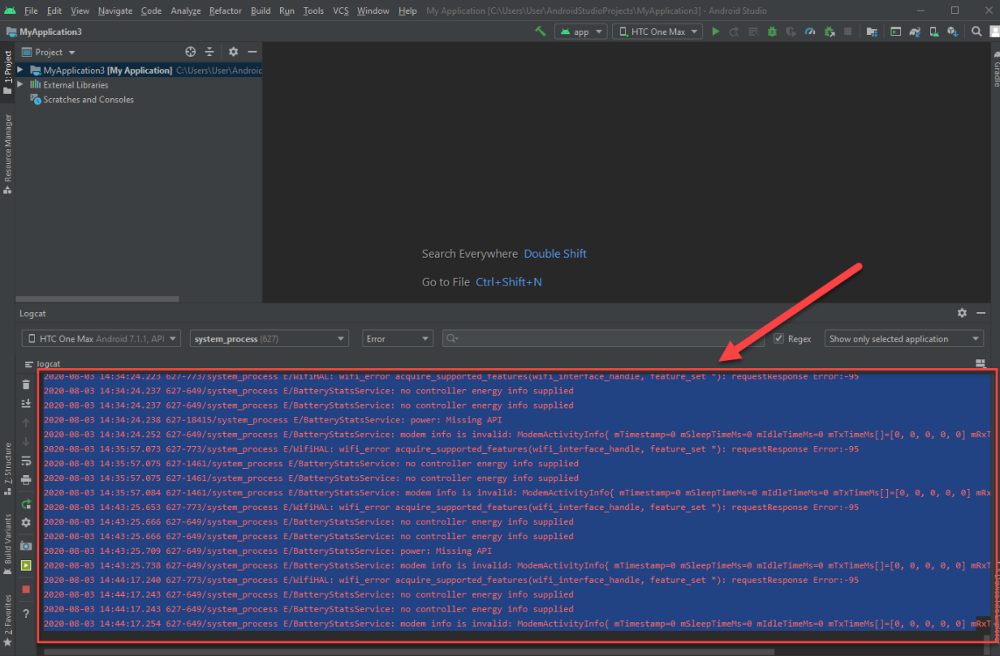 File Edit View Navigate Code Analyze Refactor Build Run Tools VCS Window Help My Application [C:\Users\User\AndroidStudioProjects\MyApplication3] - Android Studio
MyApplication3
app
HTC One Max
Project
1: Project
MyApplication3 [My Application] C:\Users\User\Androic
External Libraries
Scratches and Consoles
Resource Manager
Gradle
Search Everywhere Double Shift
Go to File Ctrl+Shift+N
Logcat
HTC One Max Android 7.1.1, API
system_process (627)
Error
Regex
Show only selected application
logcat
2020-08-03 14:34:24.223 627-773/system_process E/WifiHAL: wifi_error acquire_supported_features(wifi_interface_handle, feature_set *): requestResponse Error:-95
2020-08-03 14:34:24.237 627-649/system_process E/BatteryStatsService: no controller energy info supplied
2020-08-03 14:34:24.237 627-649/system_process E/BatteryStatsService: no controller energy info supplied
2020-08-03 14:34:24.238 627-18415/system_process E/BatteryStatsService: power: Missing API
2020-08-03 14:34:24.252 627-649/system_process E/BatteryStatsService: modem info is invalid: ModemActivityInfo{ mTimestamp=0 mSleepTimeMs=0 mIdleTimeMs=0 mTxTimeMs[]=[0, 0, 0, 0, 0] mRxT
2020-08-03 14:35:57.073 627-773/system_process E/WifiHAL: wifi_error acquire_supported_features(wifi_interface_handle, feature_set *): requestResponse Error:-95
2020-08-03 14:35:57.075 627-1461/system_process E/BatteryStatsService: no controller energy info supplied
2020-08-03 14:35:57.075 627-1461/system_process E/BatteryStatsService: no controller energy info supplied
2020-08-03 14:35:57.084 627-1461/system_process E/BatteryStatsService: modem info is invalid: ModemActivityInfo{ mTimestamp=0 mSleepTimeMs=0 mIdleTimeMs=0 mTxTimeMs[]=[0, 0, 0, 0, 0] mRx
2020-08-03 14:43:25.653 627-773/system_process E/WifiHAL: wifi_error acquire_supported_features(wifi_interface_handle, feature_set *): requestResponse Error:-95
2020-08-03 14:43:25.666 627-649/system_process E/BatteryStatsService: no controller energy info supplied
2020-08-03 14:43:25.666 627-649/system_process E/BatteryStatsService: no controller energy info supplied
2020-08-03 14:43:25.709 627-649/system_process E/BatteryStatsService: power: Missing API
2020-08-03 14:43:25.738 627-649/system_process E/BatteryStatsService: modem info is invalid: ModemActivityInfo{ mTimestamp=0 mSleepTimeMs=0 mIdleTimeMs=0 mTxTimeMs[]=[0, 0, 0, 0, 0] mRxT
2020-08-03 14:44:17.240 627-773/system_process E/WifiHAL: wifi_error acquire_supported_features(wifi_interface_handle, feature_set *): requestResponse Error:-95
2020-08-03 14:44:17.243 627-649/system_process E/BatteryStatsService: no controller energy info supplied
2020-08-03 14:44:17.243 627-649/system_process E/BatteryStatsService: no controller energy info supplied
2020-08-03 14:44:17.254 627-649/system_process E/BatteryStatsService: modem info is invalid: ModemActivityInfo{ mTimestamp=0 mSleepTimeMs=0 mIdleTimeMs=0 mTxTimeMs[]=[0, 0, 0, 0, 0] mRxT
7: Structure
Build Variants
2: Favorites